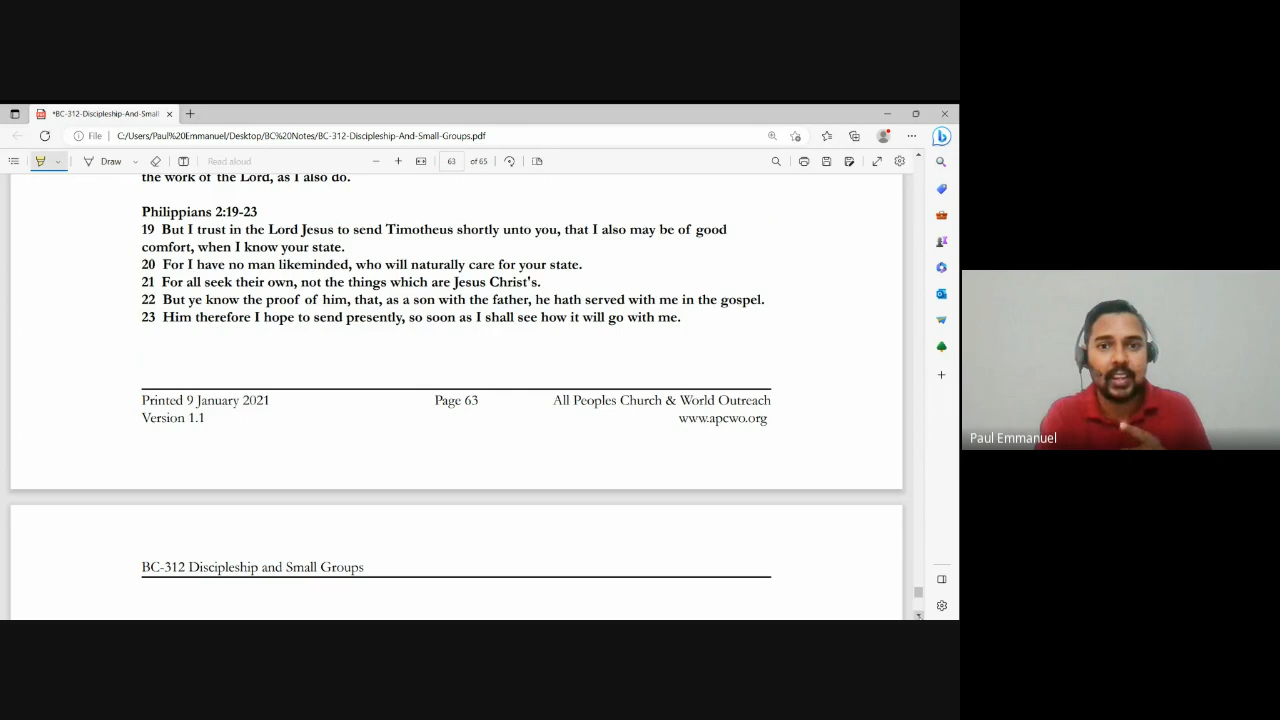 *BC-312-Discipleship-And-Small
File
C:/Users/Paul%20Emmanuel/Desktop/BC%20Notes/BC-312-Discipleship-And-Small-Groups.pdf
Draw
Read aloud
63
of 65
the work of the Lord, as I also do.
Philippians 2:19-23
19 But I trust in the Lord Jesus to send Timotheus shortly unto you, that I also may be of good
comfort, when I know your state.
20 For I have no man likeminded, who will naturally care for your state.
21 For all seek their own, not the things which are Jesus Christ's.
22 But ye know the proof of him, that, as a son with the father, he hath served with me in the gospel.
23 Him therefore I hope to send presently, so soon as I shall see how it will go with me.
Printed 9 January 2021
Page 63
All Peoples Church & World Outreach
Version 1.1
www.apcwo.org
BC-312 Discipleship and Small Groups
Paul Emmanuel